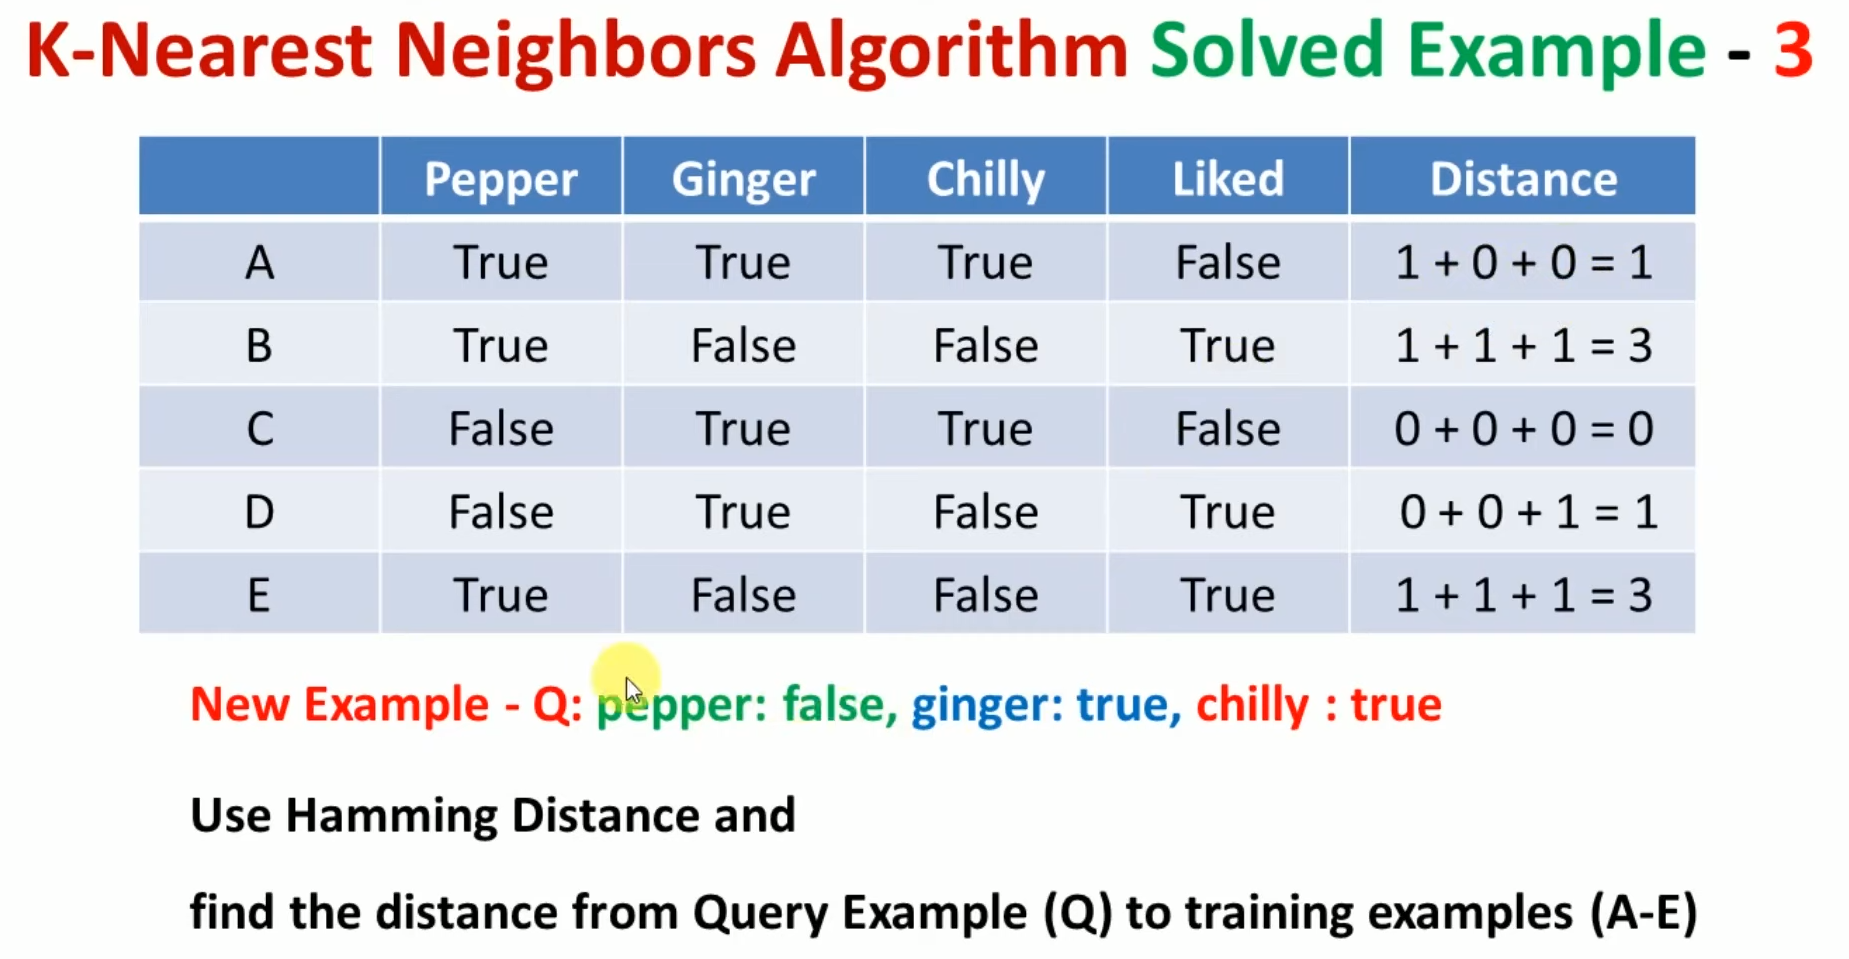 K-Nearest Neighbors Algorithm Solved Example - 3
Pepper Ginger Chilly Liked Distance
A True True True False 1 + 0 + 0 = 1
B True False False True 1 + 1 + 1 = 3
C False True True False 0 + 0 + 0 = 0
D False True False True 0 + 0 + 1 = 1
E True False False True 1 + 1 + 1 = 3
New Example - Q: pepper: false, ginger: true, chilly : true
Use Hamming Distance and
find the distance from Query Example (Q) to training examples (A-E)